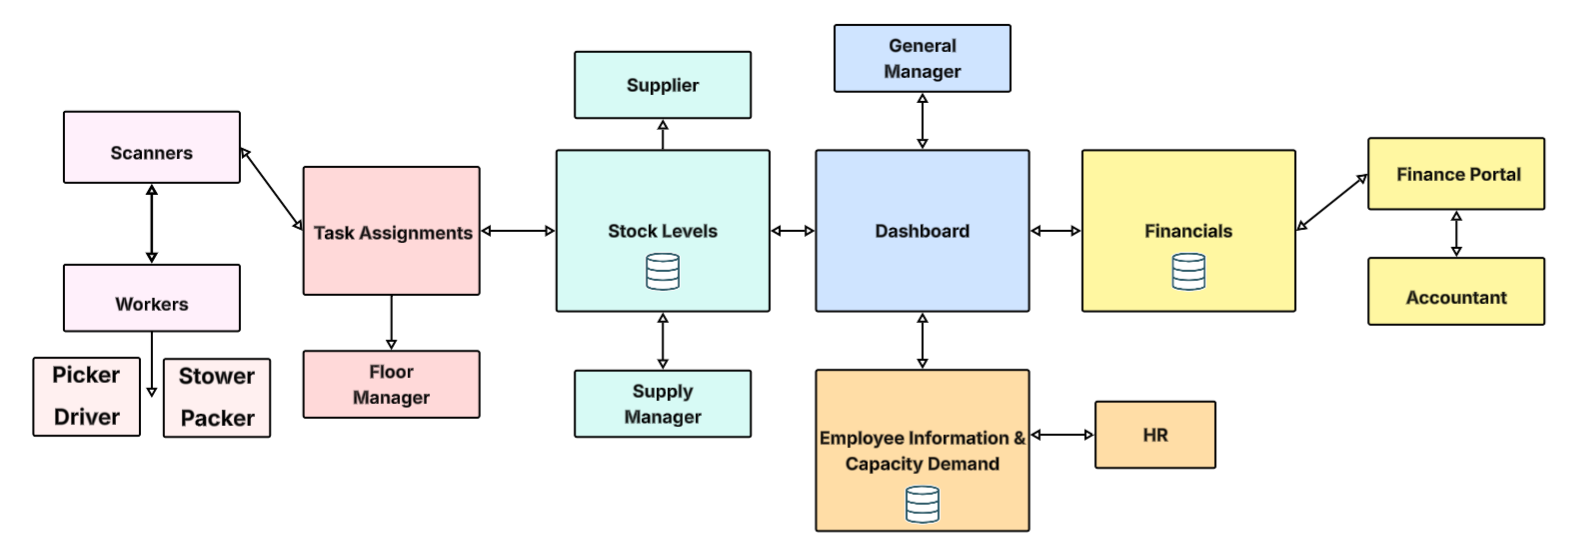 General
Manager
Supplier
Scanners
Finance Portal
Task Assignments
Stock Levels
Dashboard
Financials
Workers
Accountant
Picker
Driver
Stower
Packer
Floor
Manager
Supply
Manager
Employee Information &
Capacity Demand
HR